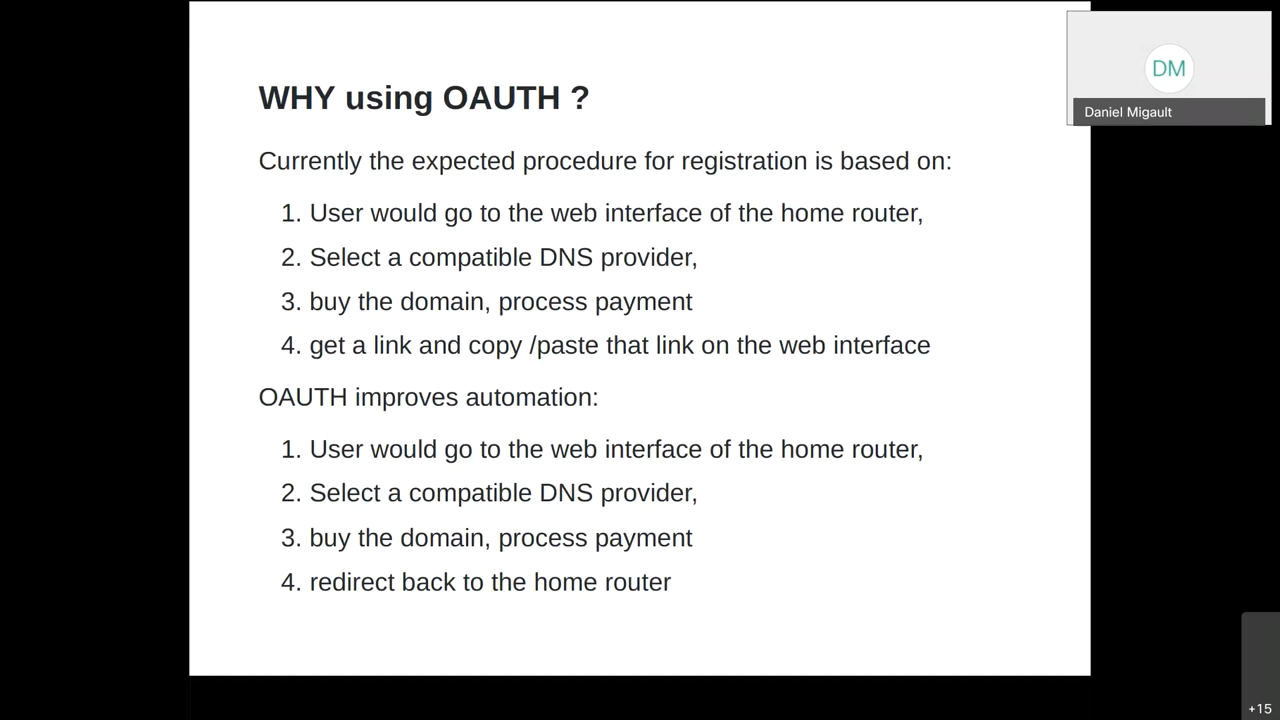 WHY using OAUTH ?
Currently the expected procedure for registration is based on:
1. User would go to the web interface of the home router,
2. Select a compatible DNS provider,
3. buy the domain, process payment
4. get a link and copy /paste that link on the web interface
OAUTH improves automation:
1. User would go to the web interface of the home router,
2. Select a compatible DNS provider,
3. buy the domain, process payment
4. redirect back to the home router
DM
Daniel Migault
+15